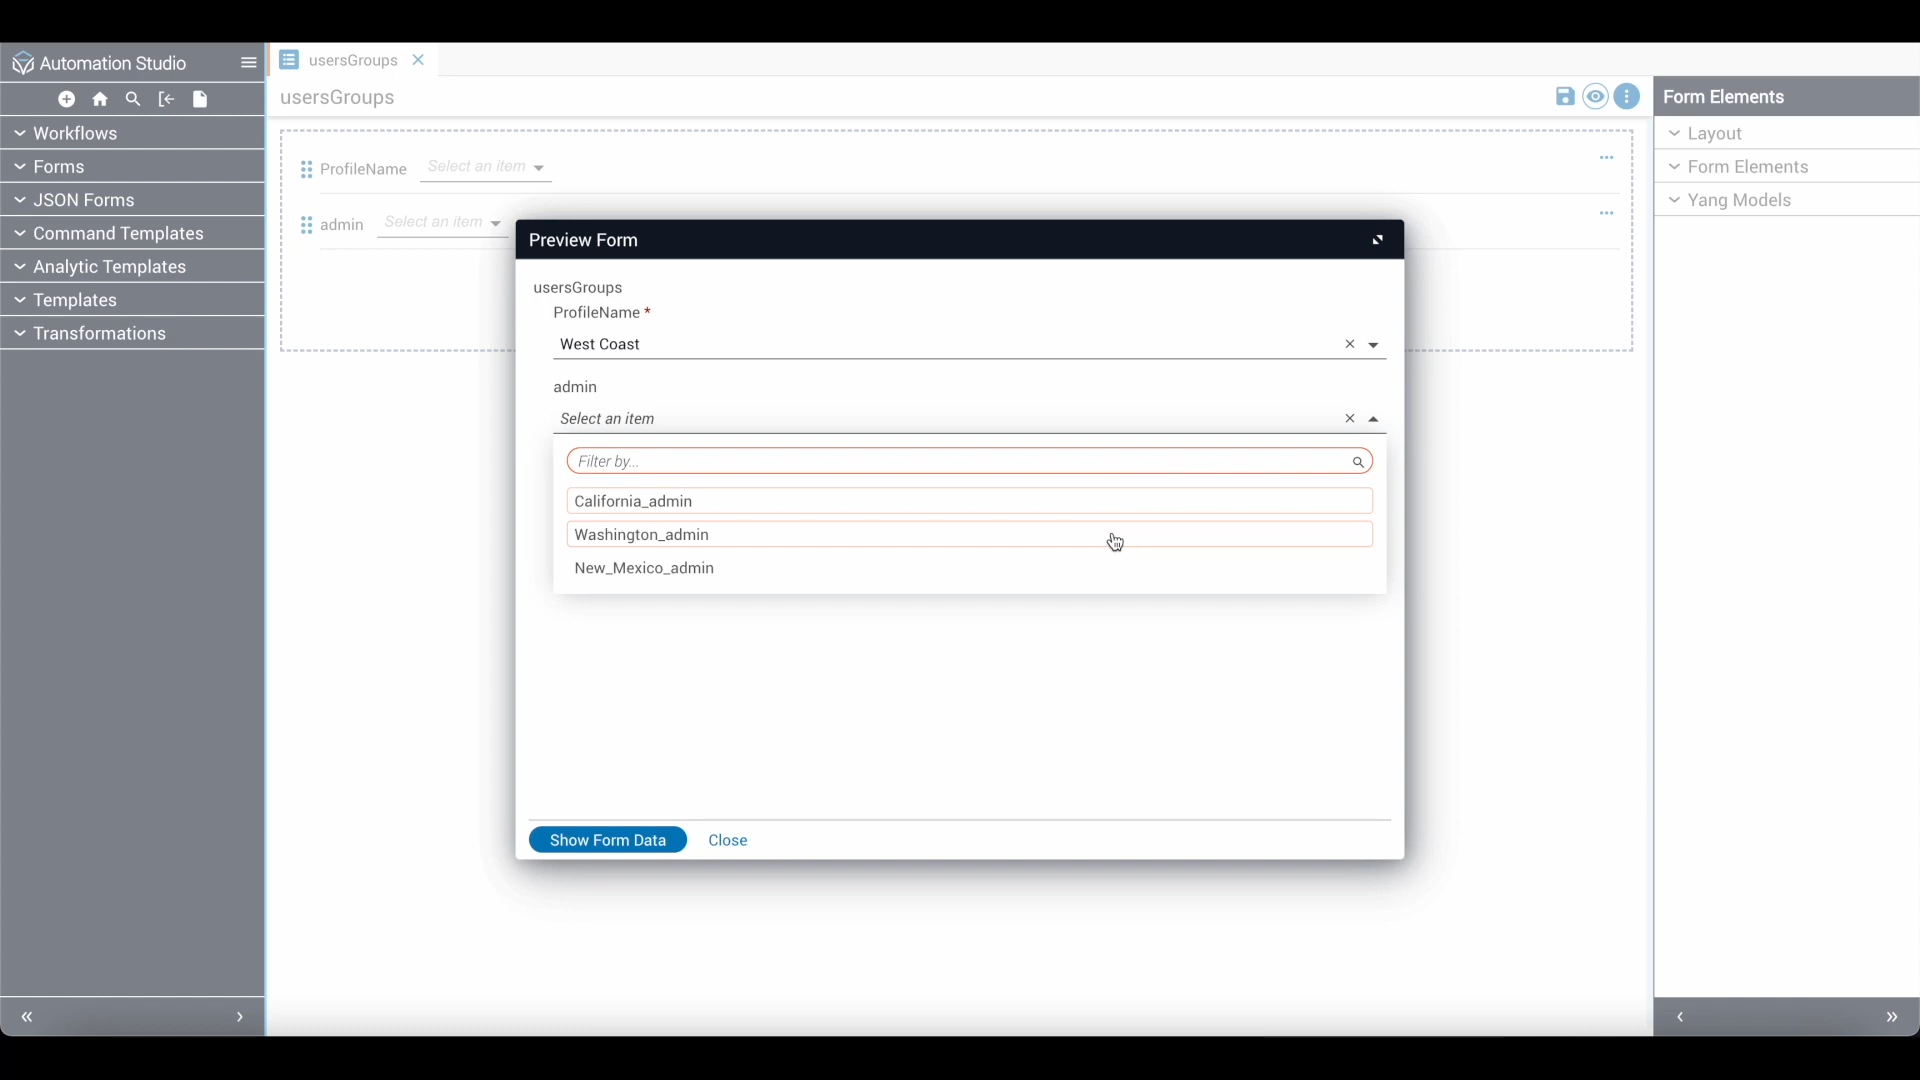 Automation Studio
usersGroups
usersGroups
Form Elements
Workflows
Forms
JSON Forms
Command Templates
Analytic Templates
Templates
Transformations
ProfileName Select an item
admin Select an item
Layout
Form Elements
Yang Models
Preview Form
usersGroups
ProfileName *
West Coast
admin
Select an item
Filter by...
California_admin
Washington_admin
New_Mexico_admin
Show Form Data Close